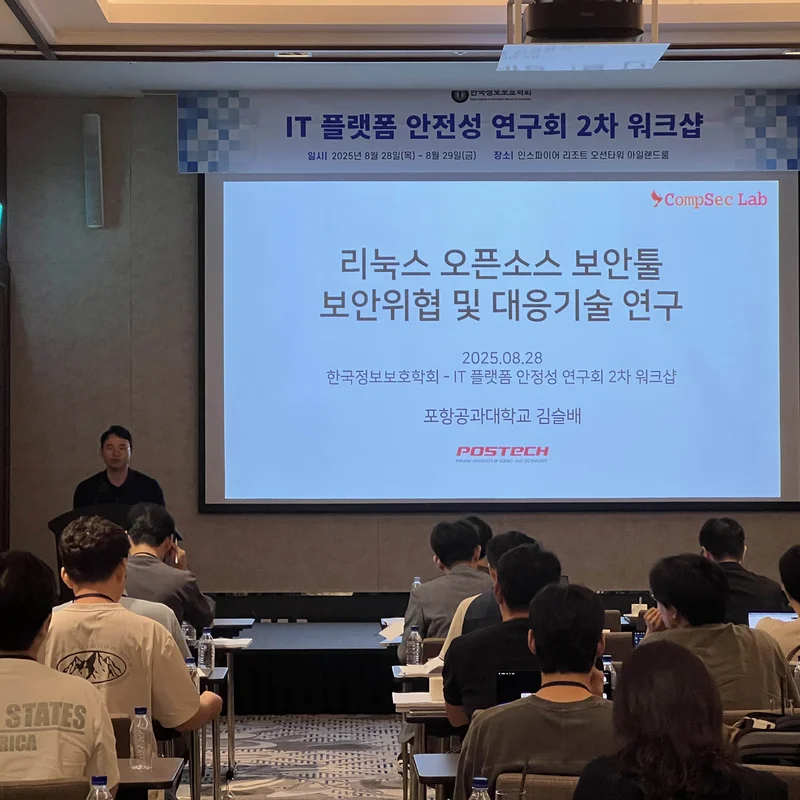 한국정보보호학회
IT 플랫폼 안전성 연구회 2차 워크샵
일시| 2025년 8월 28일(목) - 8월 29일(금) 장소| 인스파이어 리조트 오션타워 아일랜드룸
CompSec Lab
리눅스 오픈소스 보안툴
보안위협 및 대응기술 연구
2025.08.28
한국정보보호학회 - IT 플랫폼 안정성 연구회 2차 워크샵
포항공과대학교 김슬배
POSTECH
POHANG UNIVERSITY OF SCIENCE AND TECHNOLOGY
STATES
RICA